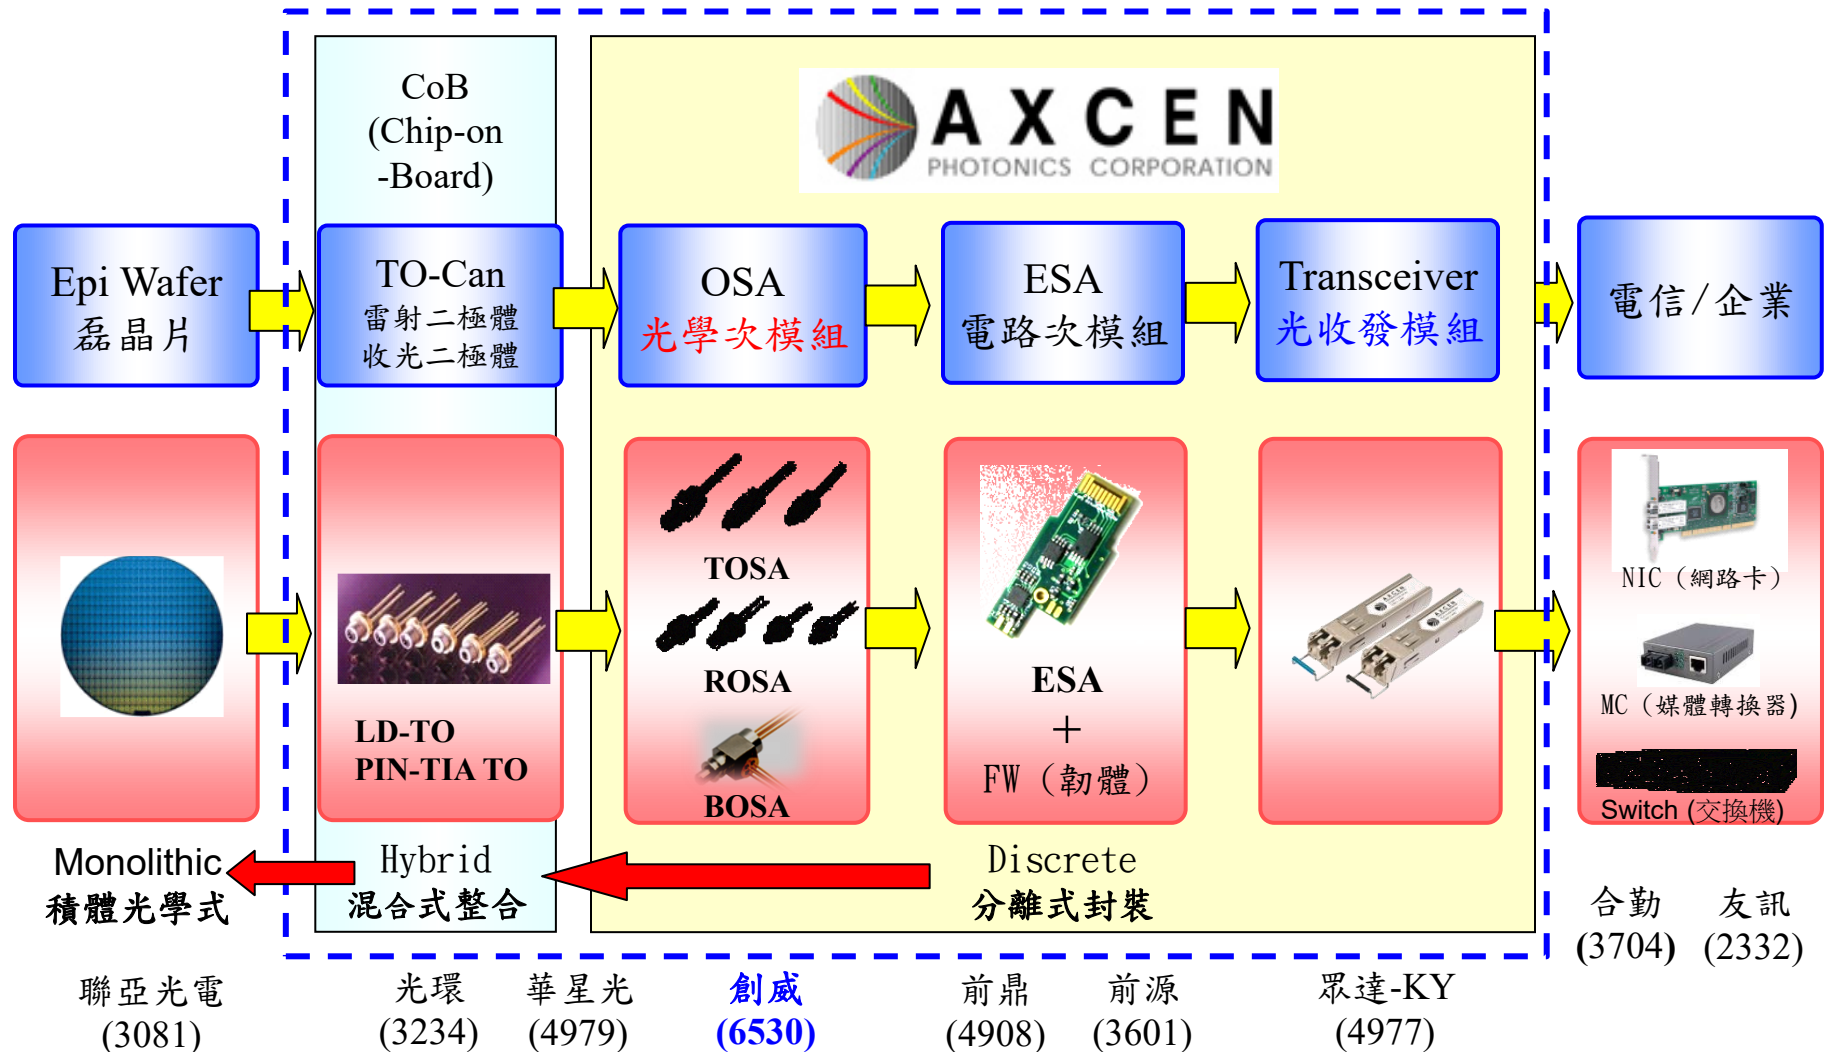 CoB
(Chip-on
-Board)
AXCEN
PHOTONICS CORPORATION
Epi Wafer
磊晶片
TO-Can
雷射二極體
收光二極體
OSA
光學次模組
ESA
電路次模組
Transceiver
光收發模組
電信/企業
LD-TO
PIN-TIA TO
TOSA
ROSA
BOSA
ESA
+
FW (韌體)
AXCEN
AXCEN
NIC (網路卡)
MC (媒體轉換器)
Switch (交換機)
Monolithic
積體光學式
Hybrid
混合式整合
Discrete
分離式封裝
合勤
(3704)
友訊
(2332)
聯亞光電
(3081)
光環
(3234)
華星光
(4979)
創威
(6530)
前鼎
(4908)
前源
(3601)
眾達-KY
(4977)